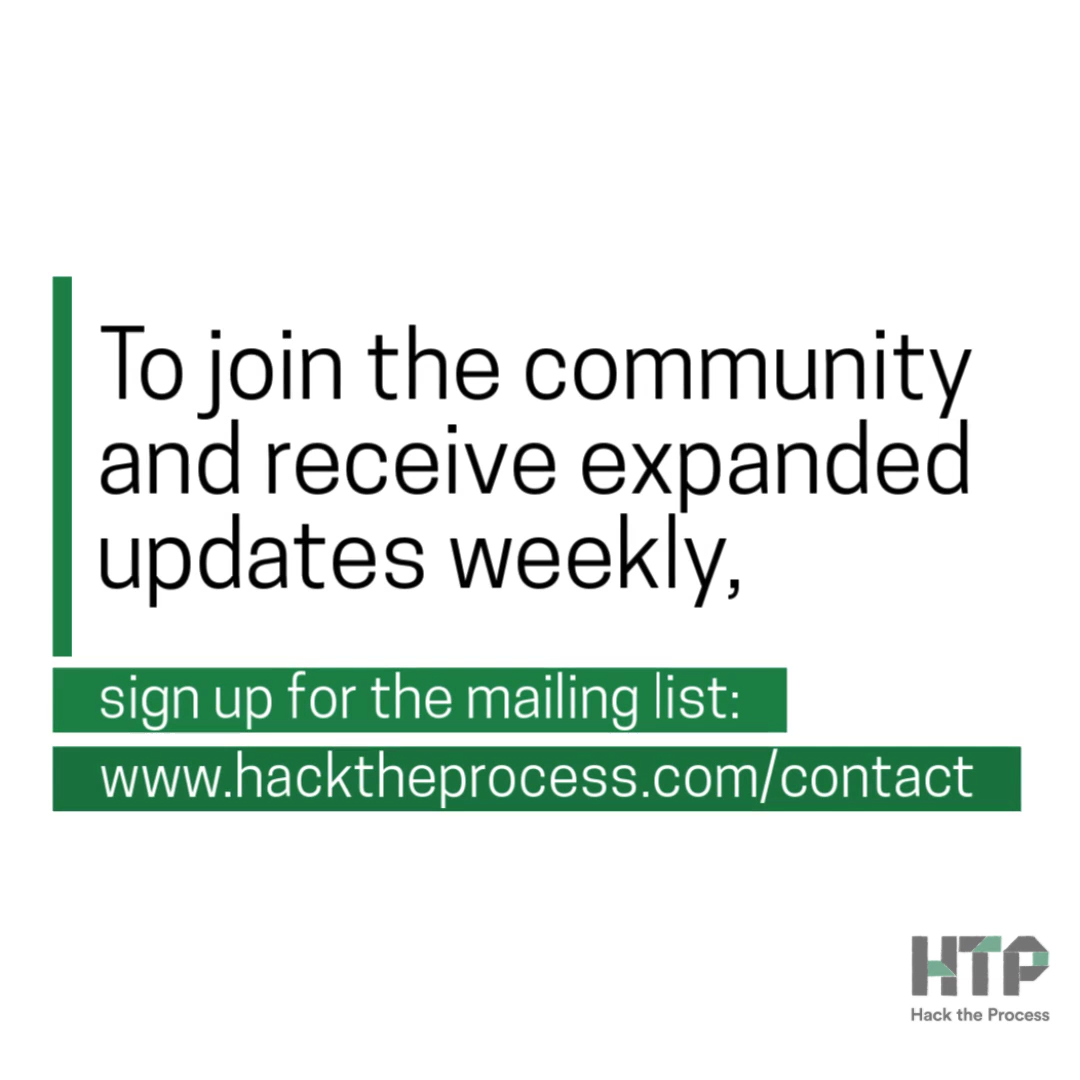 To join the community
and receive expanded
updates weekly,
sign up for the mailing list:
www.hacktheprocess.com/contact
HTP
Hack the Process